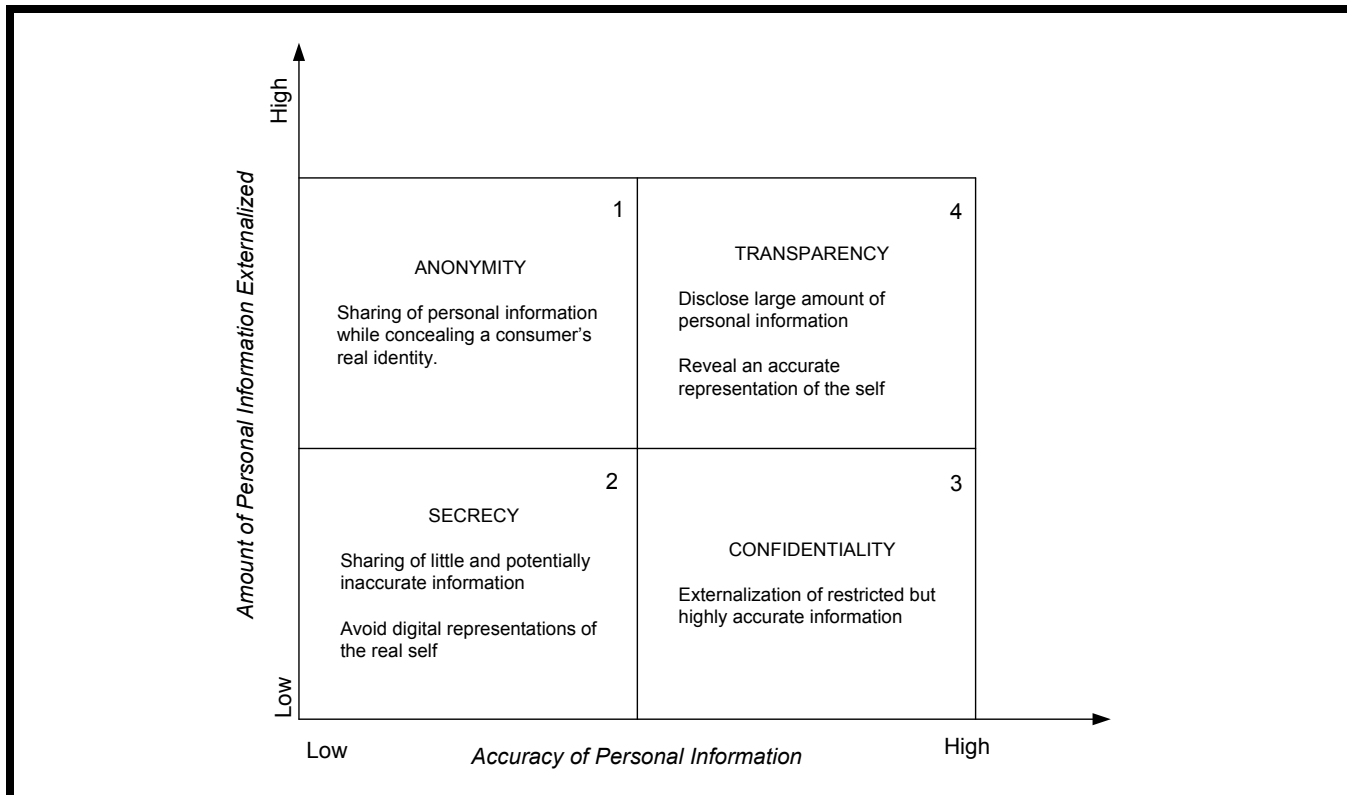 High
Amount of Personal Information Externalized
Low
1
ANONYMITY
Sharing of personal information
while concealing a consumer’s
real identity.
4
TRANSPARENCY
Disclose large amount of
personal information
Reveal an accurate
representation of the self
2
SECRECY
Sharing of little and potentially
inaccurate information
Avoid digital representations of
the real self
3
CONFIDENTIALITY
Externalization of restricted but
highly accurate information
Low
Accuracy of Personal Information
High